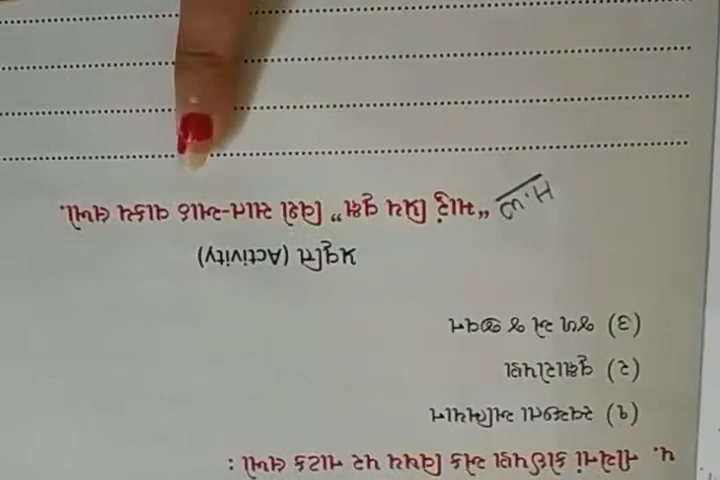 ૫. નીચેનાં કોઈપણ એક વિષય પર નાટક લખો :
(૧) સ્વચ્છતા અભિયાન
(૨) વૃક્ષારોપણ
(૩) જળ એ જ જીવન
પ્રવૃત્તિ (Activity)
H.W "મારું પ્રિય વૃક્ષ" વિશે સાત-આઠ વાક્ય લખો.